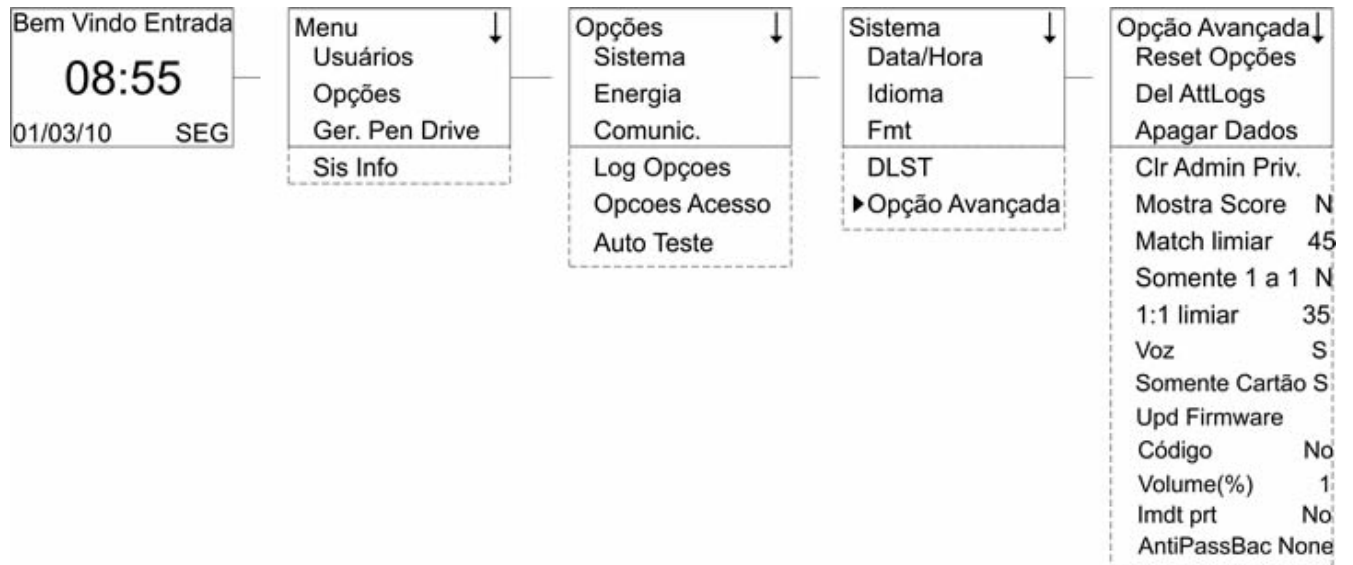 Bem Vindo Entrada
08:55
01/03/10 SEG
Menu
Usuários
Opções
Ger. Pen Drive
Sis Info
Opções
Sistema
Energia
Comunic.
Log Opçoes
Opcoes Acesso
Auto Teste
Sistema
Data/Hora
Idioma
Fmt
DLST
Opção Avançada
Opção Avançada
Reset Opções
Del AttLogs
Apagar Dados
Clr Admin Priv.
Mostra Score N
Match limiar 45
Somente 1 a 1 N
1:1 limiar 35
Voz S
Somente Cartão S
Upd Firmware
Código No
Volume(%) 1
Imdt prt No
AntiPassBac None